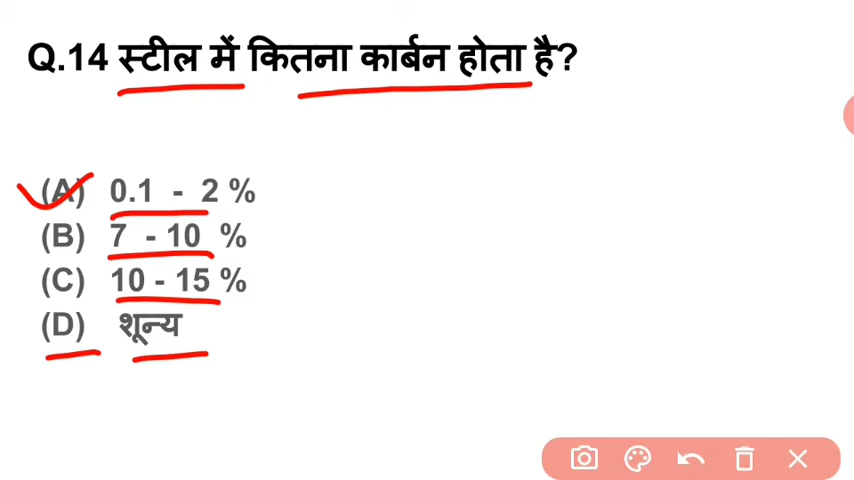 Q.14 स्टील में कितना कार्बन होता है?
(A) 0.1 - 2 %
(B) 7 - 10 %
(C) 10 - 15 %
(D) शून्य